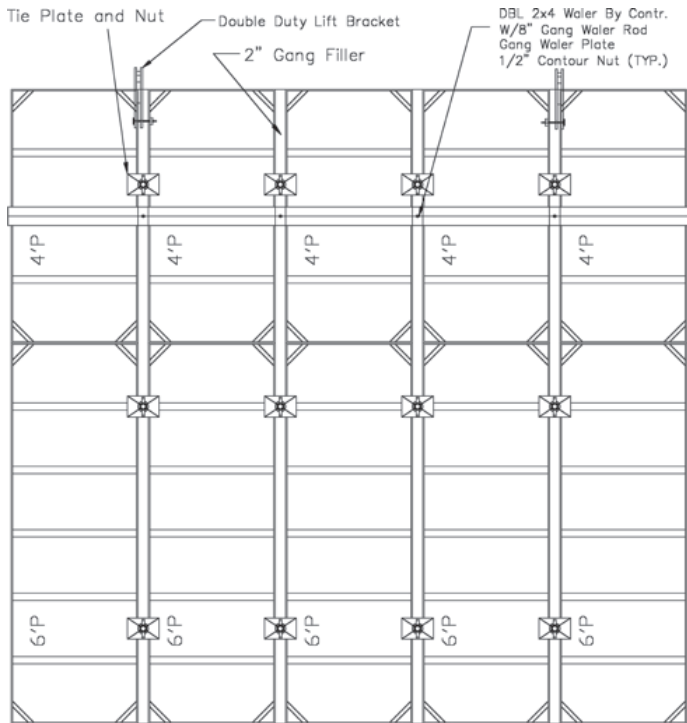 Tie Plate and Nut
Double Duty Lift Bracket
2" Gang Filler
DBL 2x4 Waler By Contr.
W/8" Gang Waler Rod
Gang Waler Plate
1/2" Contour Nut (TYP.)
4'P
4'P
4'P
4'P
4'P
6'P
6'P
6'P
6'P
6'P